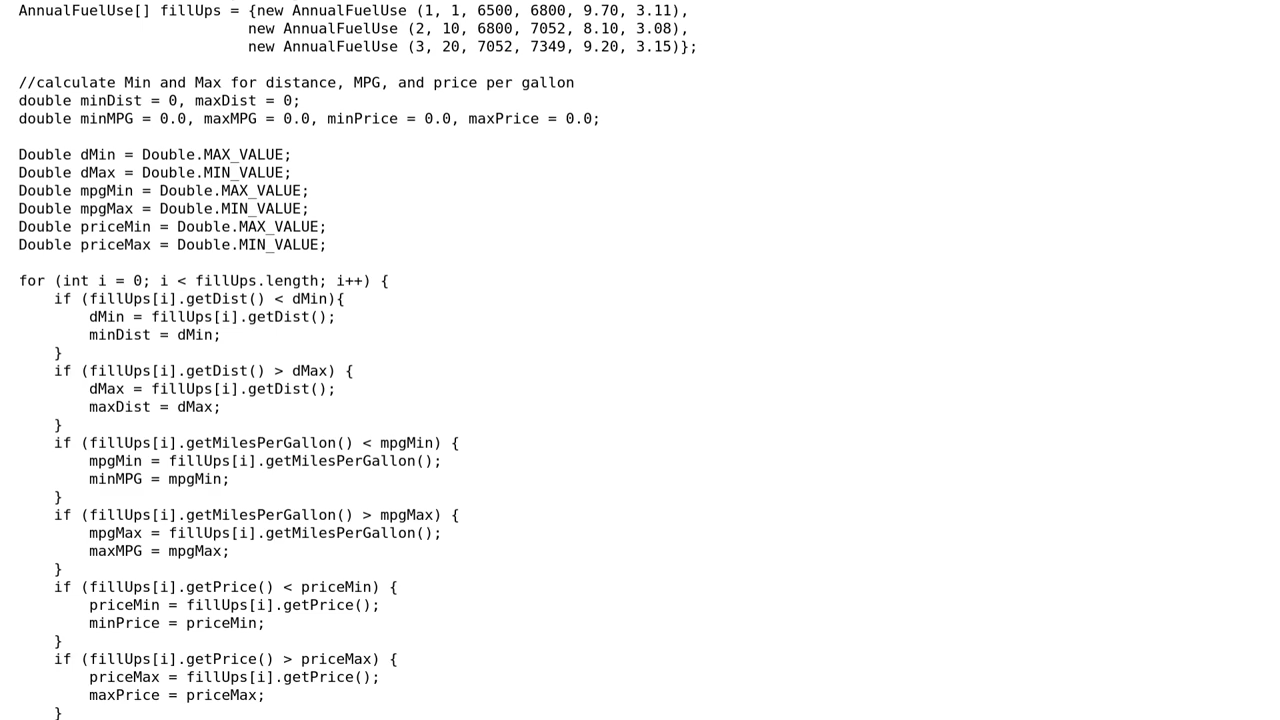 AnnualFuelUse[] fillUps = {new AnnualFuelUse (1, 1, 6500, 6800, 9.70, 3.11),
                          new AnnualFuelUse (2, 10, 6800, 7052, 8.10, 3.08),
                          new AnnualFuelUse (3, 20, 7052, 7349, 9.20, 3.15)};

//calculate Min and Max for distance, MPG, and price per gallon
double minDist = 0, maxDist = 0;
double minMPG = 0.0, maxMPG = 0.0, minPrice = 0.0, maxPrice = 0.0;

Double dMin = Double.MAX_VALUE;
Double dMax = Double.MIN_VALUE;
Double mpgMin = Double.MAX_VALUE;
Double mpgMax = Double.MIN_VALUE;
Double priceMin = Double.MAX_VALUE;
Double priceMax = Double.MIN_VALUE;

for (int i = 0; i < fillUps.length; i++) {
    if (fillUps[i].getDist() < dMin){
        dMin = fillUps[i].getDist();
        minDist = dMin;
    }
    if (fillUps[i].getDist() > dMax) {
        dMax = fillUps[i].getDist();
        maxDist = dMax;
    }
    if (fillUps[i].getMilesPerGallon() < mpgMin) {
        mpgMin = fillUps[i].getMilesPerGallon();
        minMPG = mpgMin;
    }
    if (fillUps[i].getMilesPerGallon() > mpgMax) {
        mpgMax = fillUps[i].getMilesPerGallon();
        maxMPG = mpgMax;
    }
    if (fillUps[i].getPrice() < priceMin) {
        priceMin = fillUps[i].getPrice();
        minPrice = priceMin;
    }
    if (fillUps[i].getPrice() > priceMax) {
        priceMax = fillUps[i].getPrice();
        maxPrice = priceMax;
    }